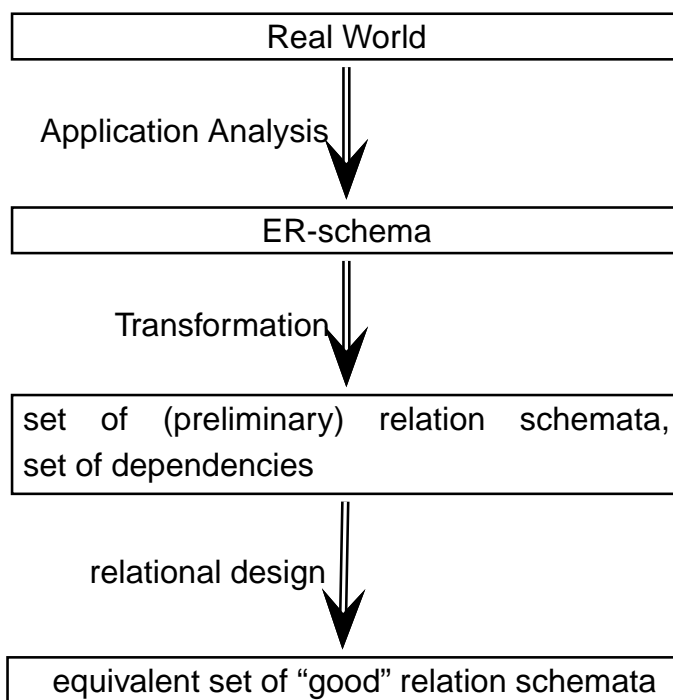 Real World
Application Analysis
ER-schema
Transformation
set of (preliminary) relation schemata,
set of dependencies
relational design
equivalent set of “good” relation schemata